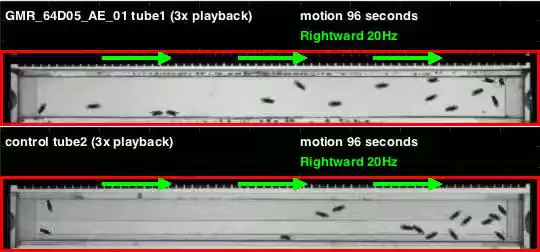 GMR_64D05_AE_01 tube1 (3x playback)
motion 96 seconds
Rightward 20Hz
control tube2 (3x playback)
motion 96 seconds
Rightward 20Hz